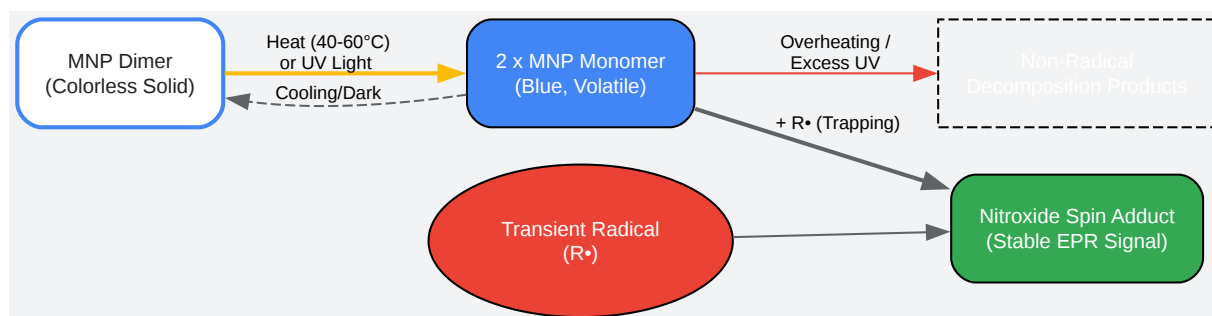 MNP Dimer
(Colorless Solid)
Heat (40-60°C)
or UV Light
Cooling/Dark
2 x MNP Monomer
(Blue, Volatile)
Overheating /
Excess UV
Non-Radical
Decomposition Products
+ R• (Trapping)
Transient Radical
(R•)
Nitroxide Spin Adduct
(Stable EPR Signal)